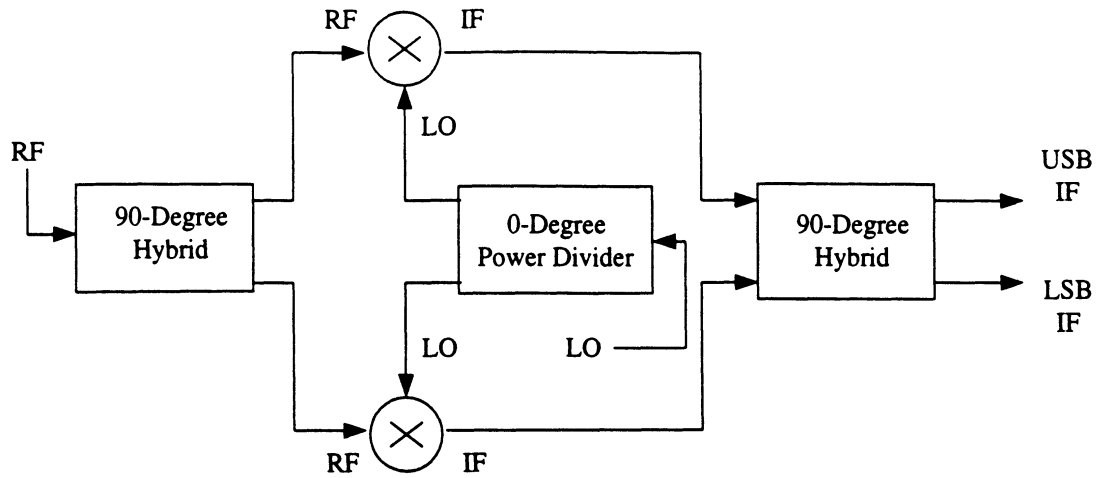 RF
IF
LO
RF
90-Degree
Hybrid
0-Degree
Power Divider
90-Degree
Hybrid
USB
IF
LSB
IF
LO
LO
RF
IF